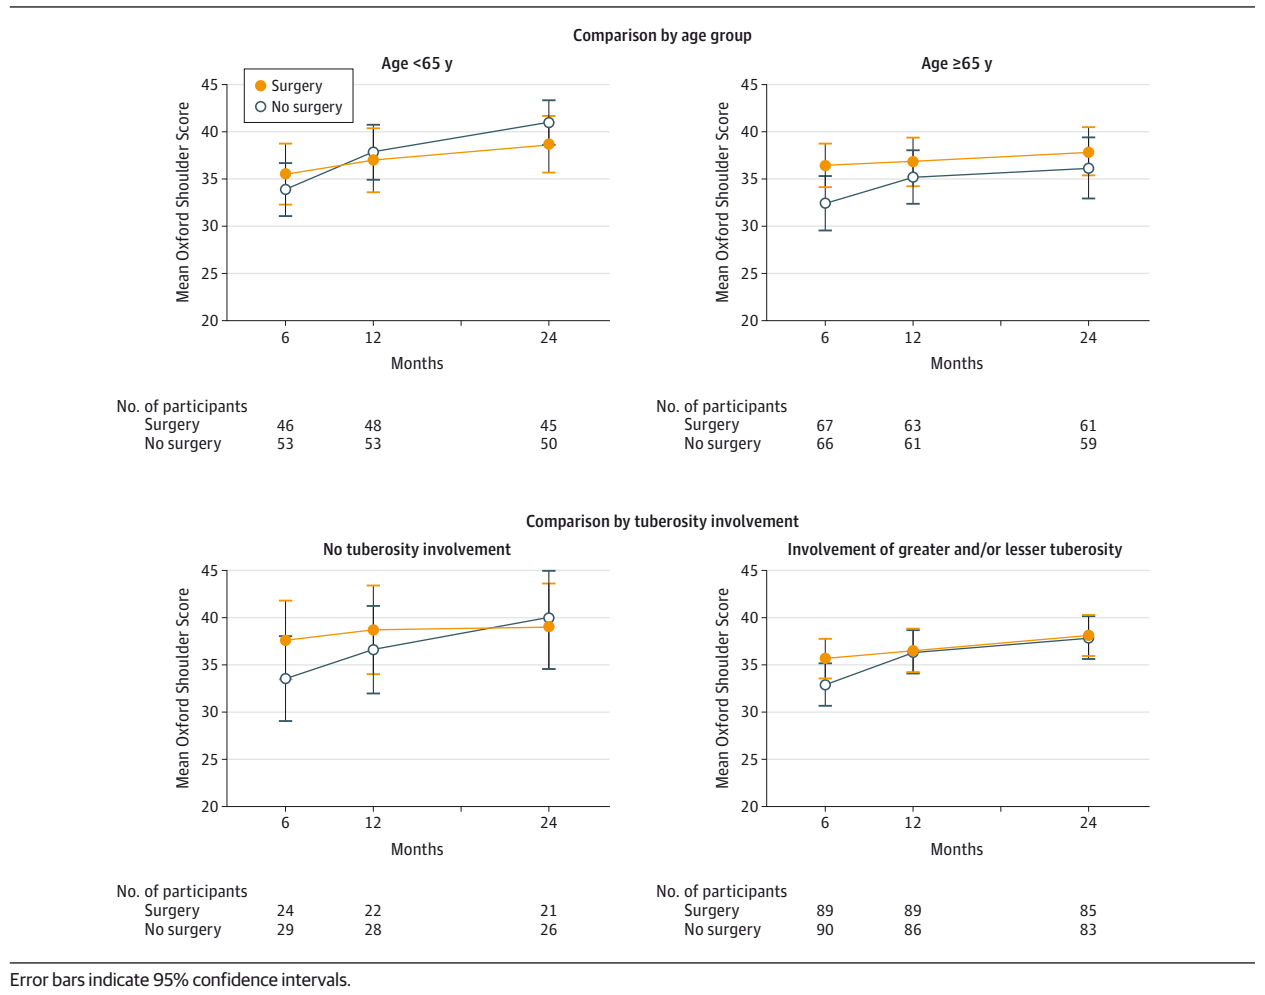 Comparison by age group
Age <65 y
Surgery
No surgery
Mean Oxford Shoulder Score
45
40
35
30
25
20
6 12 24
Months
No. of participants
Surgery 46 48 45
No surgery 53 53 50
Age ≥65 y
Mean Oxford Shoulder Score
45
40
35
30
25
20
6 12 24
Months
No. of participants
Surgery 67 63 61
No surgery 66 61 59
Comparison by tuberosity involvement
No tuberosity involvement
Mean Oxford Shoulder Score
45
40
35
30
25
20
6 12 24
Months
No. of participants
Surgery 24 22 21
No surgery 29 28 26
Involvement of greater and/or lesser tuberosity
Mean Oxford Shoulder Score
45
40
35
30
25
20
6 12 24
Months
No. of participants
Surgery 89 89 85
No surgery 90 86 83
Error bars indicate 95% confidence intervals.